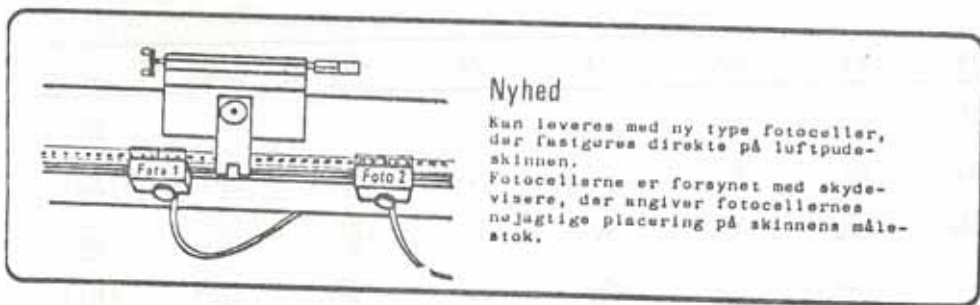 Foto 1
Foto 2
Nyhed
Kan leveres med ny type fotoceller,
der fastgøres direkte på luftpude-
skinnen.
Fotocellerne er forsynet med skyde-
visere, der angiver fotocellernes
nøjagtige placering på skinnens måle-
stok.